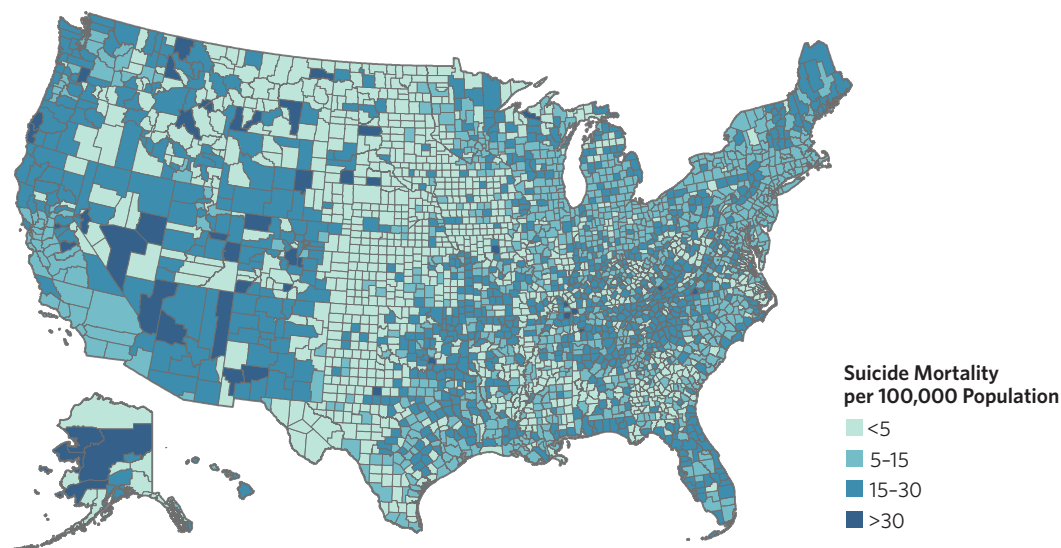 Suicide Mortality
per 100,000 Population
<5
5–15
15–30
>30